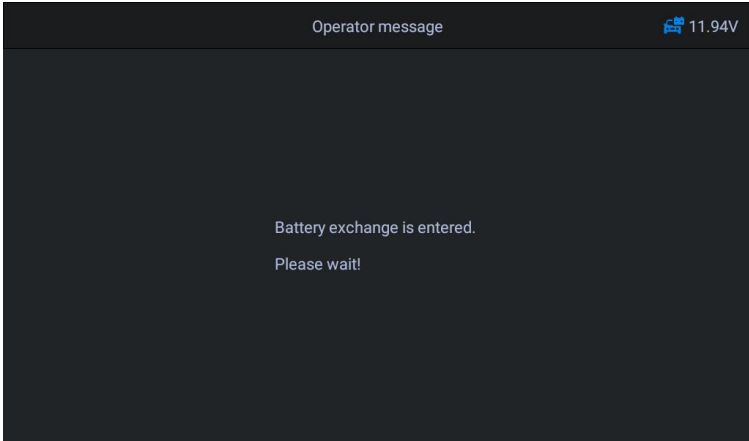 Operator message
11.94V
Battery exchange is entered.
Please wait!